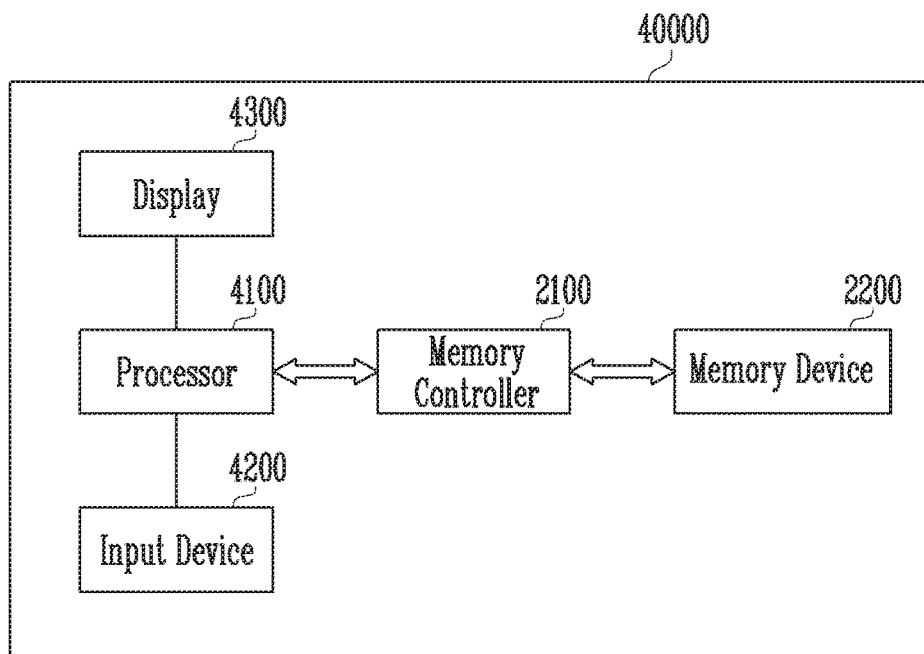 40000
4300
Display
4100
Processor
2100
Memory
Controller
2200
Memory Device
4200
Input Device